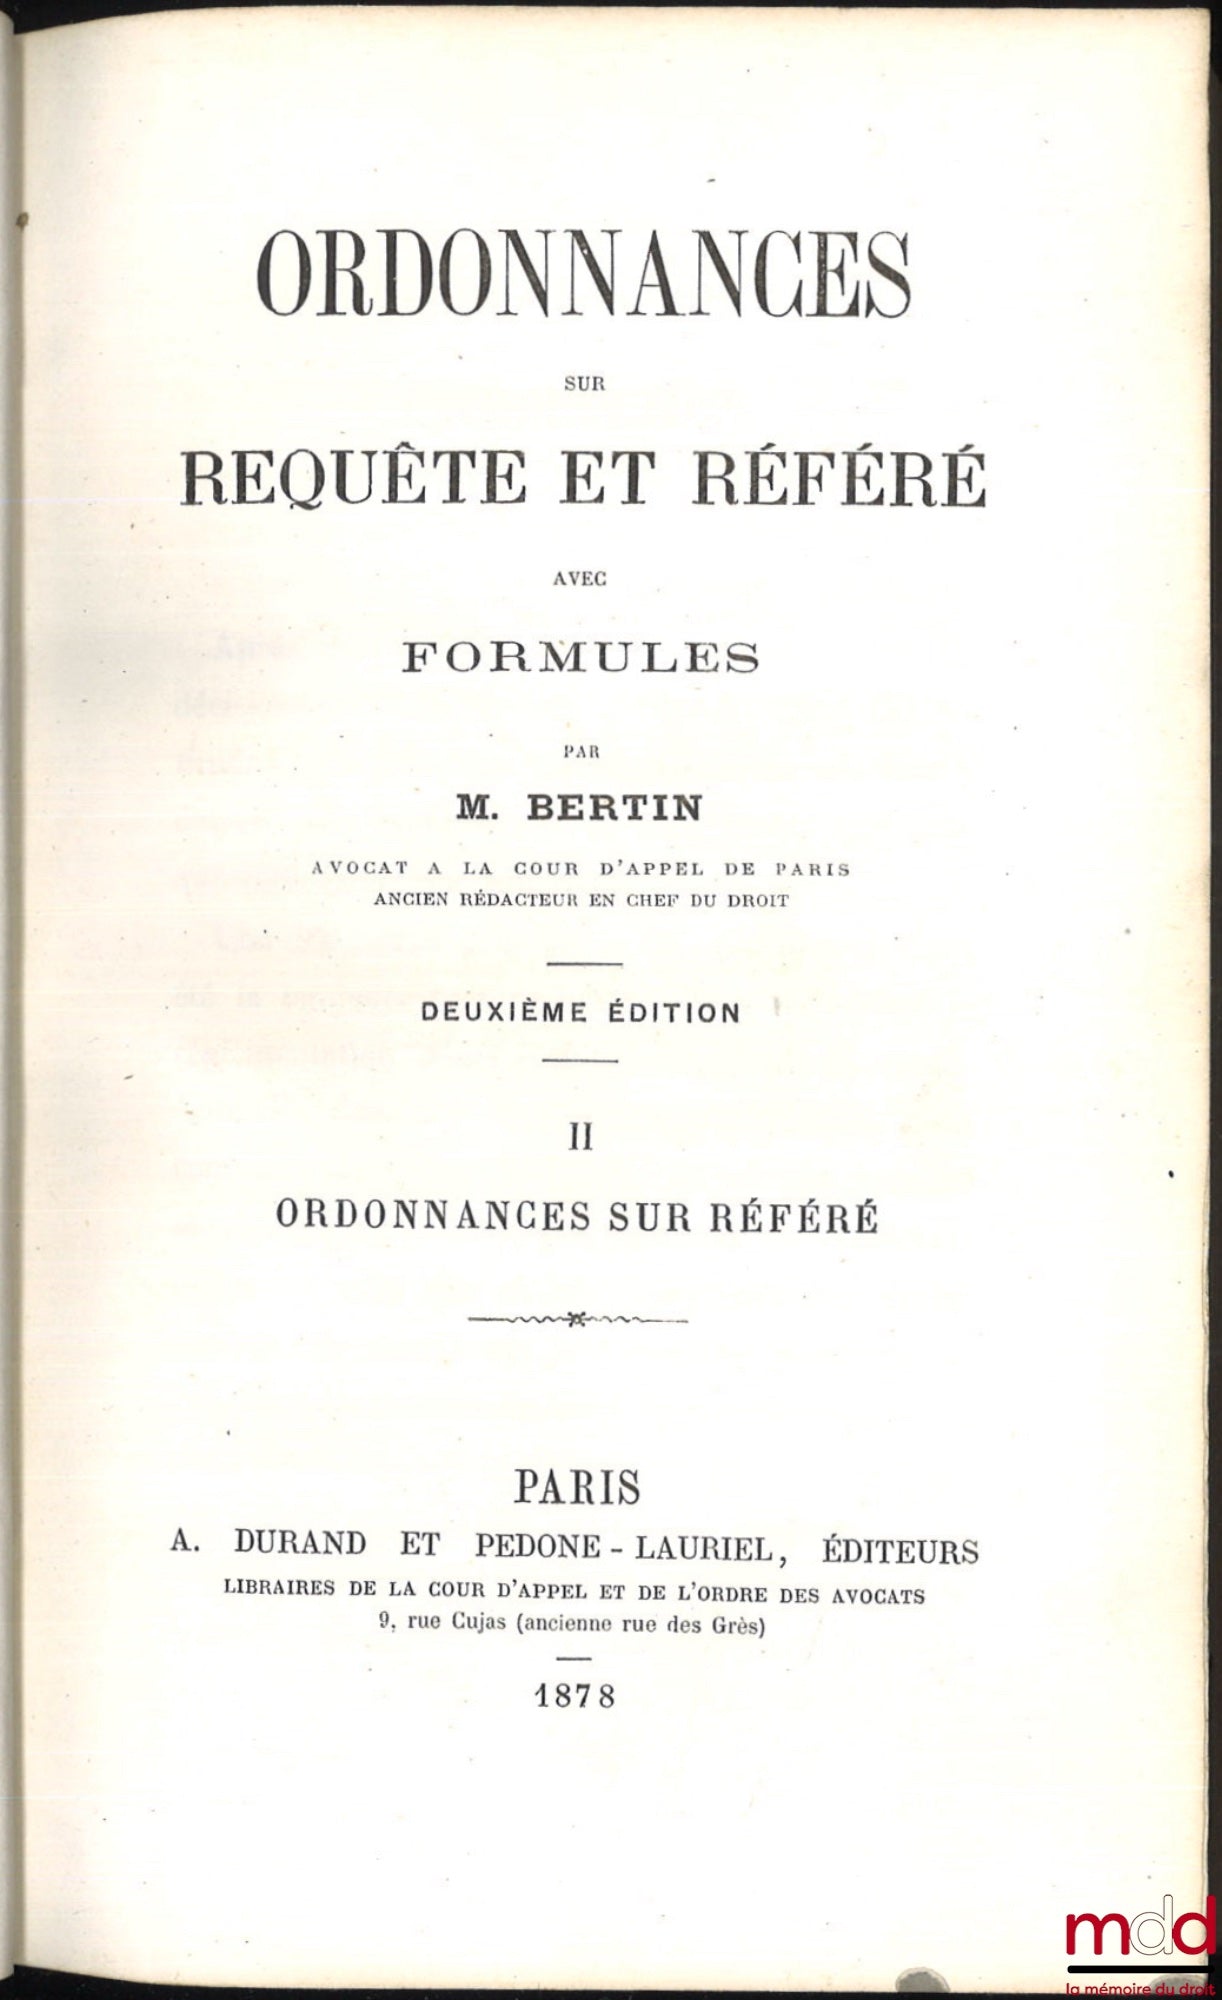 ORDONNANCES
SUR
REQUÊTE ET RÉFÉRÉ
AVEC
FORMULES
PAR
M. BERTIN
AVOCAT A LA COUR D'APPEL DE PARIS
ANCIEN RÉDACTEUR EN CHEF DU DROIT
DEUXIÈME ÉDITION
II
ORDONNANCES SUR RÉFÉRÉ
PARIS
A. DURAND ET PEDONE-LAURIEL, ÉDITEURS
LIBRAIRES DE LA COUR D'APPEL ET DE L'ORDRE DES AVOCATS
9, rue Cujas (ancienne rue des Grès)
1878
mdd
la mémoire du droit